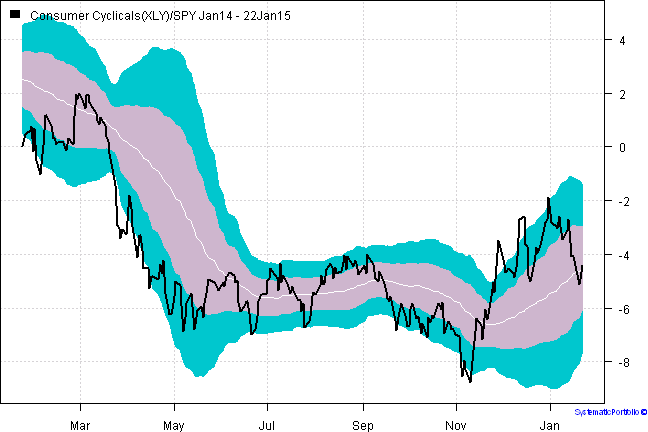 Consumer Cyclicals(XLY)/SPY Jan14 - 22Jan15
4
2
0
-2
-4
-6
-8
Mar May Jul Sep Nov Jan
SystematicPortfolio ©